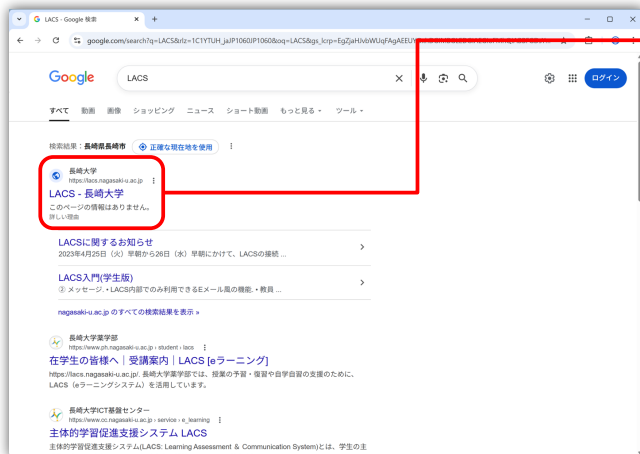 LACS - Google 検索
google.com/search?q=LACS&rlz=1C1YTUH_jaJP1060JP1060&oq=LACS&gs_lcrp=EgZjaHJvbWUqFAgAEEUY
Google
LACS
ログイン
すべて 動画 画像 ショッピング ニュース ショート動画 もっと見る ツール
検索結果：長崎県長崎市 正確な現在地を使用
長崎大学
https://lacs.nagasaki-u.ac.jp
LACS - 長崎大学
このページの情報はありません。
詳しい理由
LACSに関するお知らせ
2023年4月25日（火）早朝から26日（水）早朝にかけて、LACSの接続 ...
LACS入門(学生版)
② メッセージ. • LACS内部でのみ利用できるEメール風の機能. • 教員 ...
nagasaki-u.ac.jp のすべての検索結果を表示 »
長崎大学薬学部
https://www.ph.nagasaki-u.ac.jp › student › lacs
在学生の皆様へ｜受講案内｜LACS [eラーニング]
https://lacs.nagasaki-u.ac.jp/. 長崎大学薬学部では、授業の予習・復習や自学自習の支援のために、
LACS（eラーニングシステム）を活用しています。
長崎大学ICT基盤センター
https://www.cc.nagasaki-u.ac.jp › service › e_learning
主体的学習促進支援システム LACS
主体的学習促進支援システム(LACS: Learning Assessment & Communication System)とは、学生の主